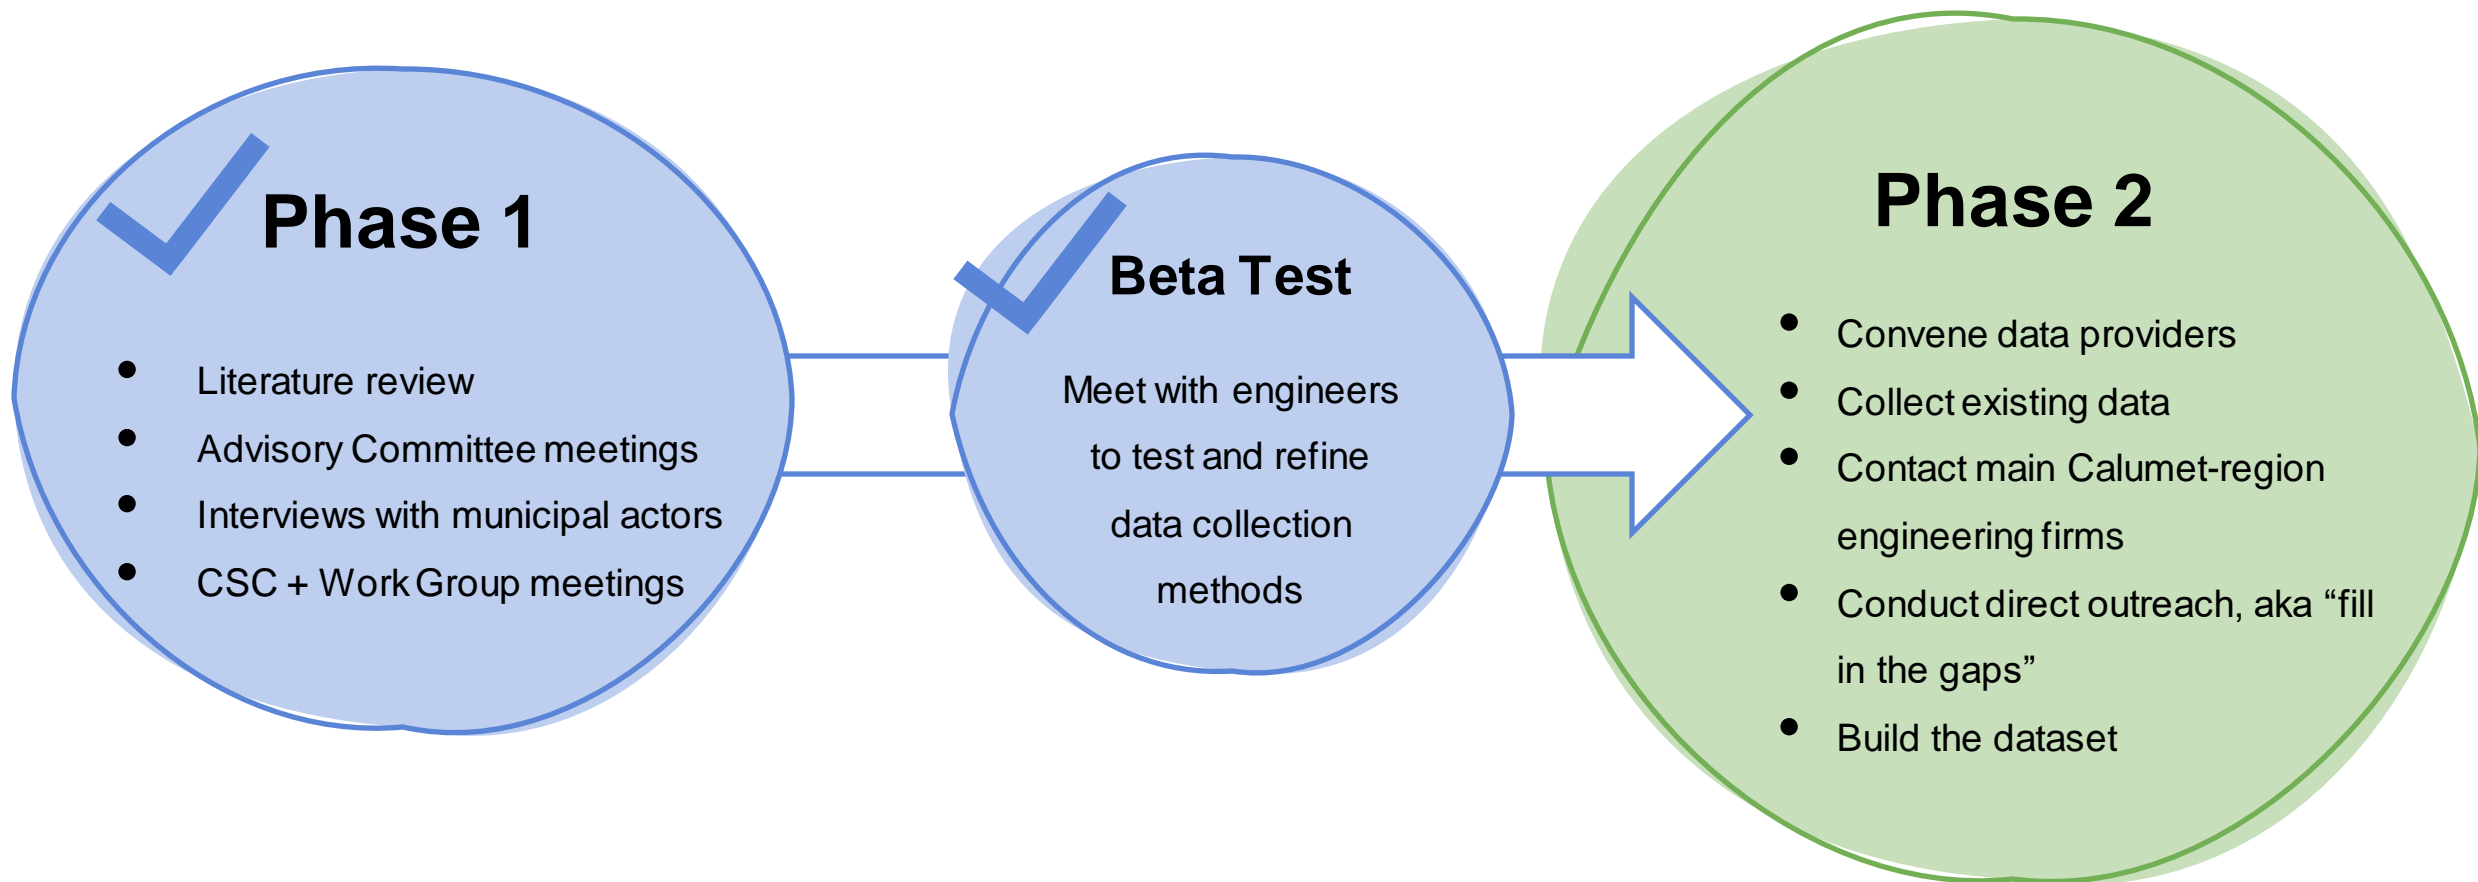 Phase 1
• Literature review
• Advisory Committee meetings
• Interviews with municipal actors
• CSC + Work Group meetings
Beta Test
Meet with engineers
to test and refine
data collection
methods
Phase 2
• Convene data providers
• Collect existing data
• Contact main Calumet-region
engineering firms
• Conduct direct outreach, aka “fill
in the gaps”
• Build the dataset